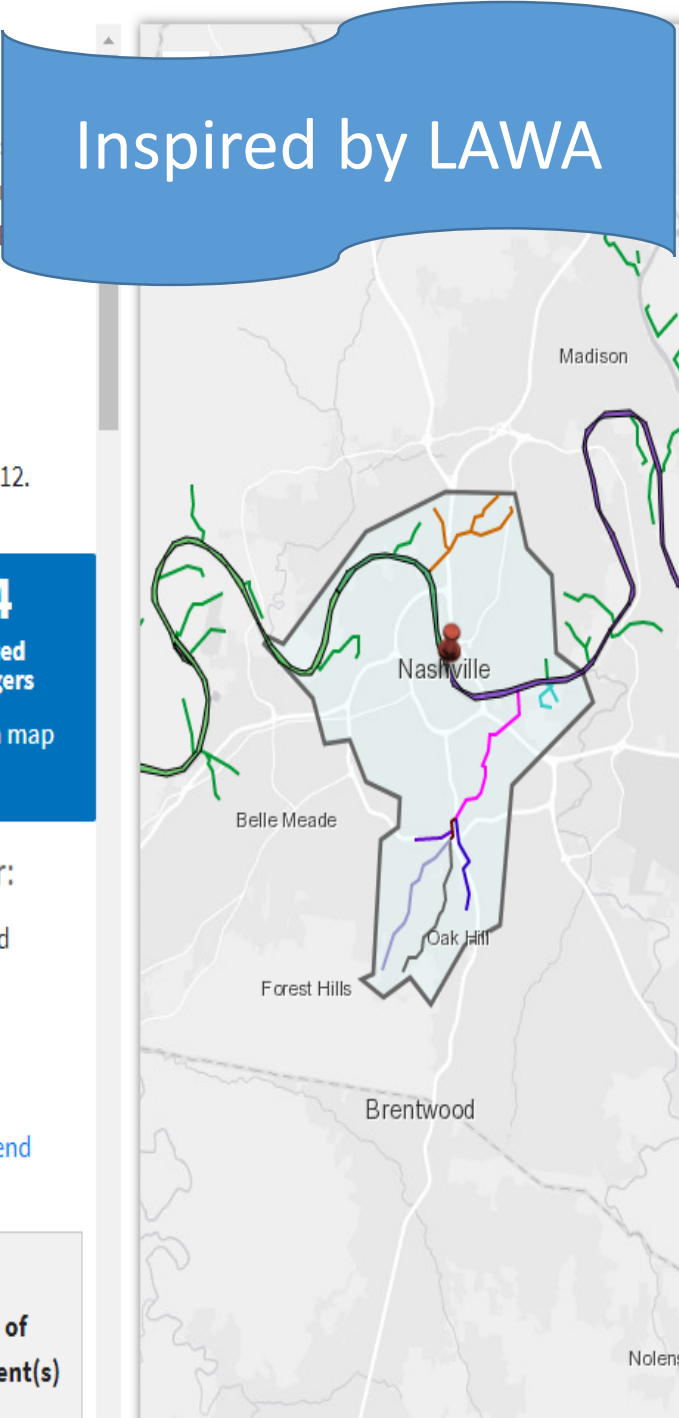 Inspired by LAWA
Madison
12.
4
ed
gers
map
Nashville
Belle Meade
r:
d
Oak Hill
Forest Hills
Brentwood
end
of
ent(s)
Nolens